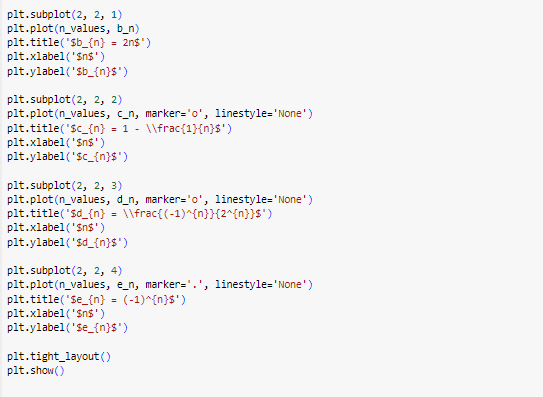 plt.subplot(2, 2, 1)
plt.plot(n_values, b_n)
plt.title('$b_{n} = 2n$')
plt.xlabel('$n$')
plt.ylabel('$b_{n}$')
plt.subplot(2, 2, 2)
plt.plot(n_values, c_n, marker='o', linestyle='None')
plt.title('$c_{n} = 1 - \\frac{1}{n}$')
plt.xlabel('$n$')
plt.ylabel('$c_{n}$')
plt.subplot(2, 2, 3)
plt.plot(n_values, d_n, marker='o', linestyle='None')
plt.title('$d_{n} = \\frac{(-1)^{n}}{2^{n}}$')
plt.xlabel('$n$')
plt.ylabel('$d_{n}$')
plt.subplot(2, 2, 4)
plt.plot(n_values, e_n, marker='.', linestyle='None')
plt.title('$e_{n} = (-1)^{n}$')
plt.xlabel('$n$')
plt.ylabel('$e_{n}$')
plt.tight_layout()
plt.show()